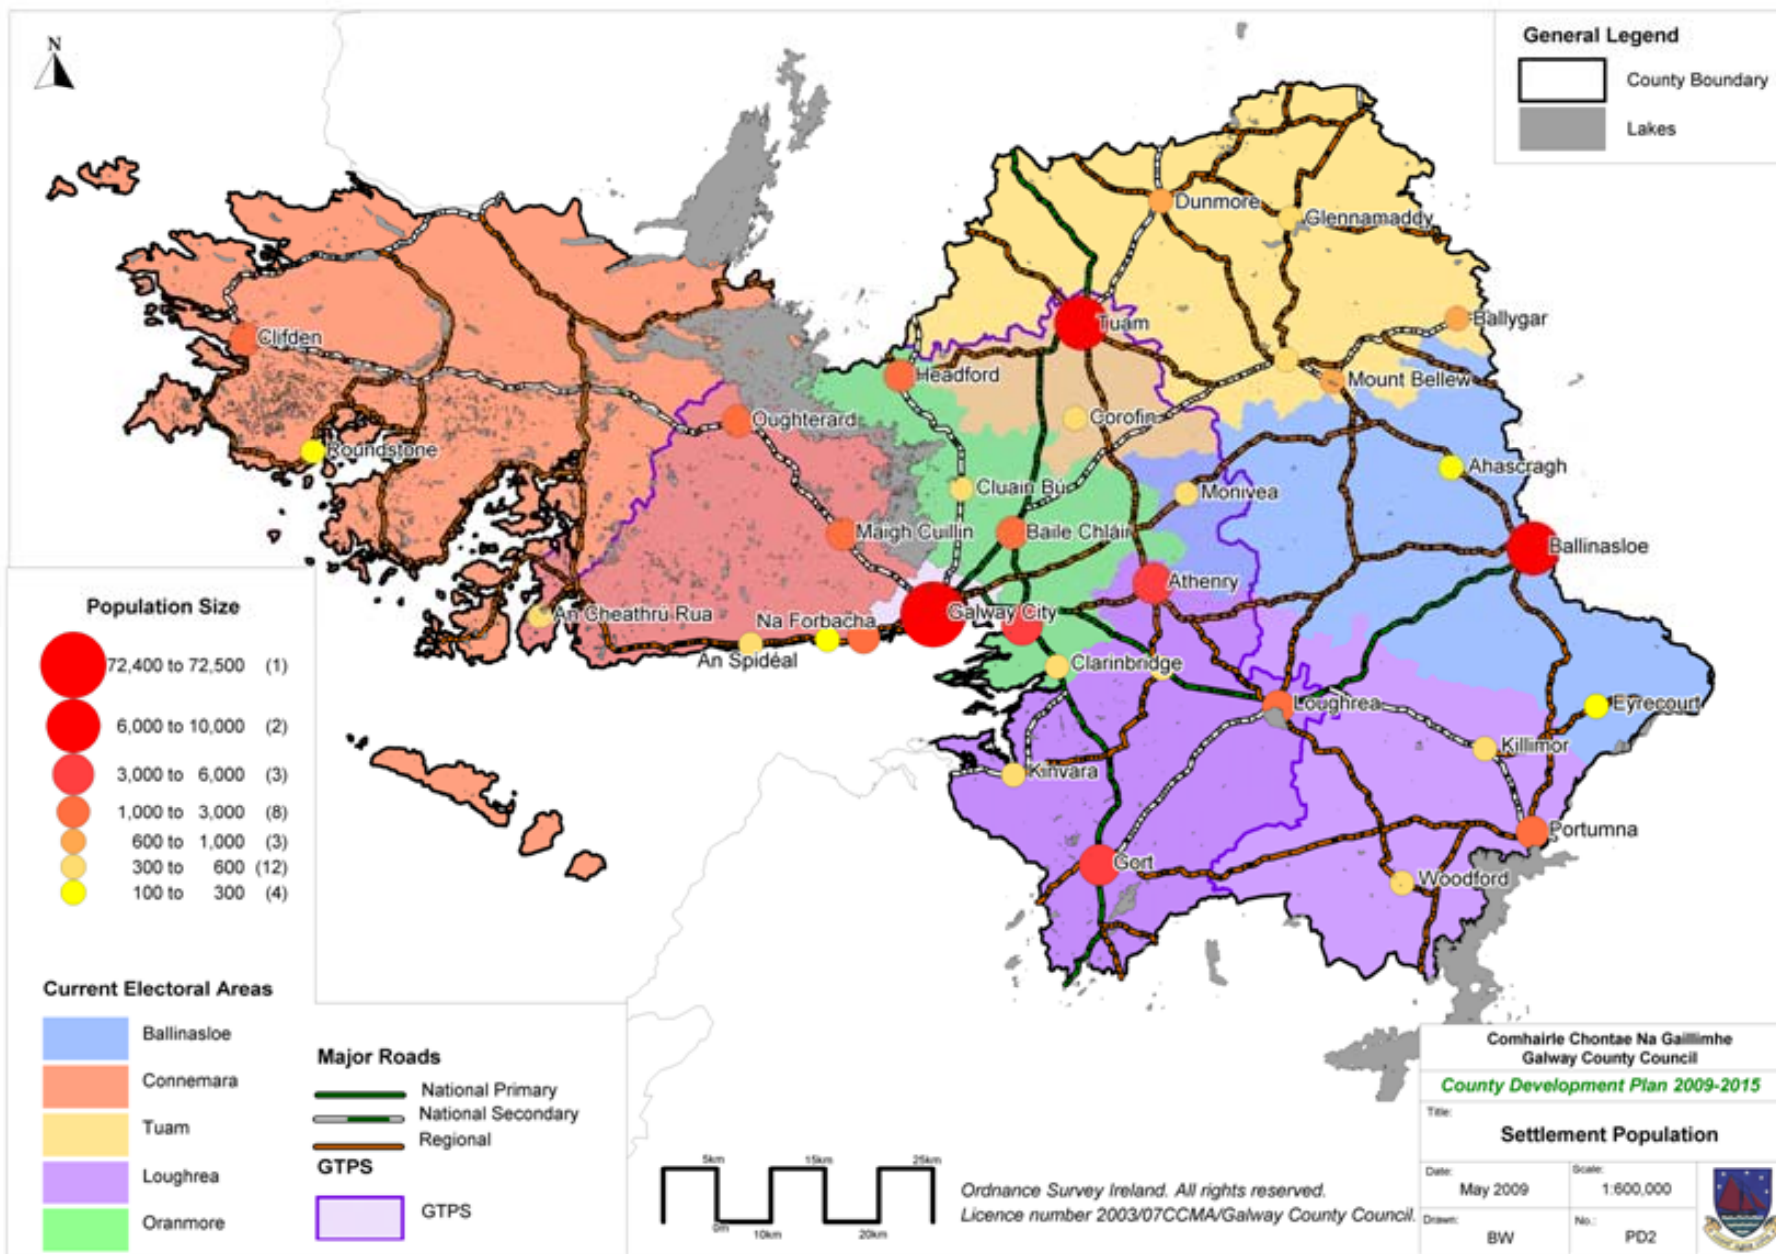 N
General Legend
County Boundary
Lakes
Dunmore
Glennamaddy
Tuam
Ballygar
Clifden
Headford
Mount Bellew
Oughterard
Corofin
Roundstone
Ahascragh
Cluain Bú
Monivea
Maigh Cuillin
Baile Chláir
Ballinasloe
Athenry
An Cheathrú Rua
Na Forbacha
Galway City
An Spidéal
Clarinbridge
Loughrea
Eyrecourt
Killimor
Kinvara
Portumna
Gort
Woodford
Population Size
72,400 to 72,500 (1)
6,000 to 10,000 (2)
3,000 to 6,000 (3)
1,000 to 3,000 (8)
600 to 1,000 (3)
300 to 600 (12)
100 to 300 (4)
Current Electoral Areas
Ballinasloe
Connemara
Tuam
Loughrea
Oranmore
Major Roads
National Primary
National Secondary
Regional
GTPS
GTPS
5km 15km 25km
0m 10km 20km
Ordnance Survey Ireland. All rights reserved.
Licence number 2003/07CCMA/Galway County Council.
Comhairle Chontae Na Gaillimhe
Galway County Council
County Development Plan 2009-2015
Title:
Settlement Population
Date:
May 2009
Scale:
1:600,000
Drawn:
BW
No.:
PD2